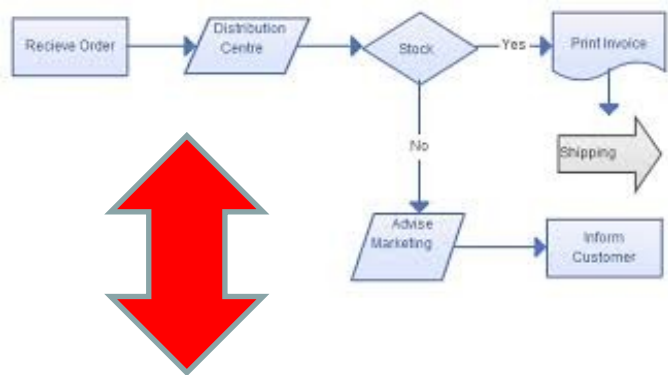 Recieve Order
Distribution
Centre
Stock
Yes
Print Invoice
Shipping
No
Advise
Marketing
Inform
Customer